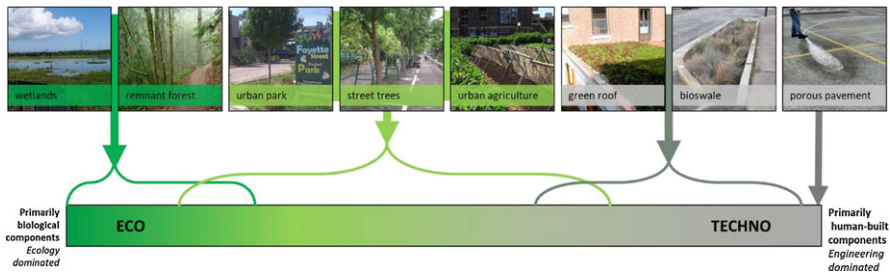 Fayette
Street
Park
wetlands
remnant forest
urban park
street trees
urban agriculture
green roof
bioswale
porous pavement
Primarily
biological
components
Ecology
dominated
ECO
TECHNO
Primarily
human-built
components
Engineering
dominated